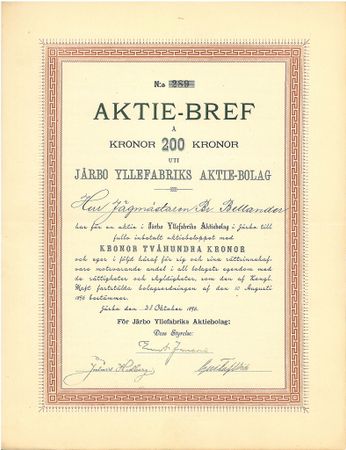 N:o 289
AKTIE-BREF
Å
KRONOR 200 KRONOR
UTI
JÄRBO YLLEFABRIKS AKTIE-BOLAG
Herr Jägmästaren Br Bellander
har för en aktie i Järbo Yllefabriks Aktiebolag i Järbo till
fullo inbetalt aktiebeloppet med
KRONOR TVÅHUNDRA KRONOR
och eger i följd häraf för sig och sina rättsinnehaf-
vare motsvarande andel i all bolagets egendom med
de rättigheter och skyldigheter, som den af Kongl.
Maj:t fastställda bolagsordningen af den 10 Augusti
1896 bestämmer.
Järbo den 31 Oktober 1896.
För Järbo Yllefabriks Aktiebolag:
Dess Styrelse: